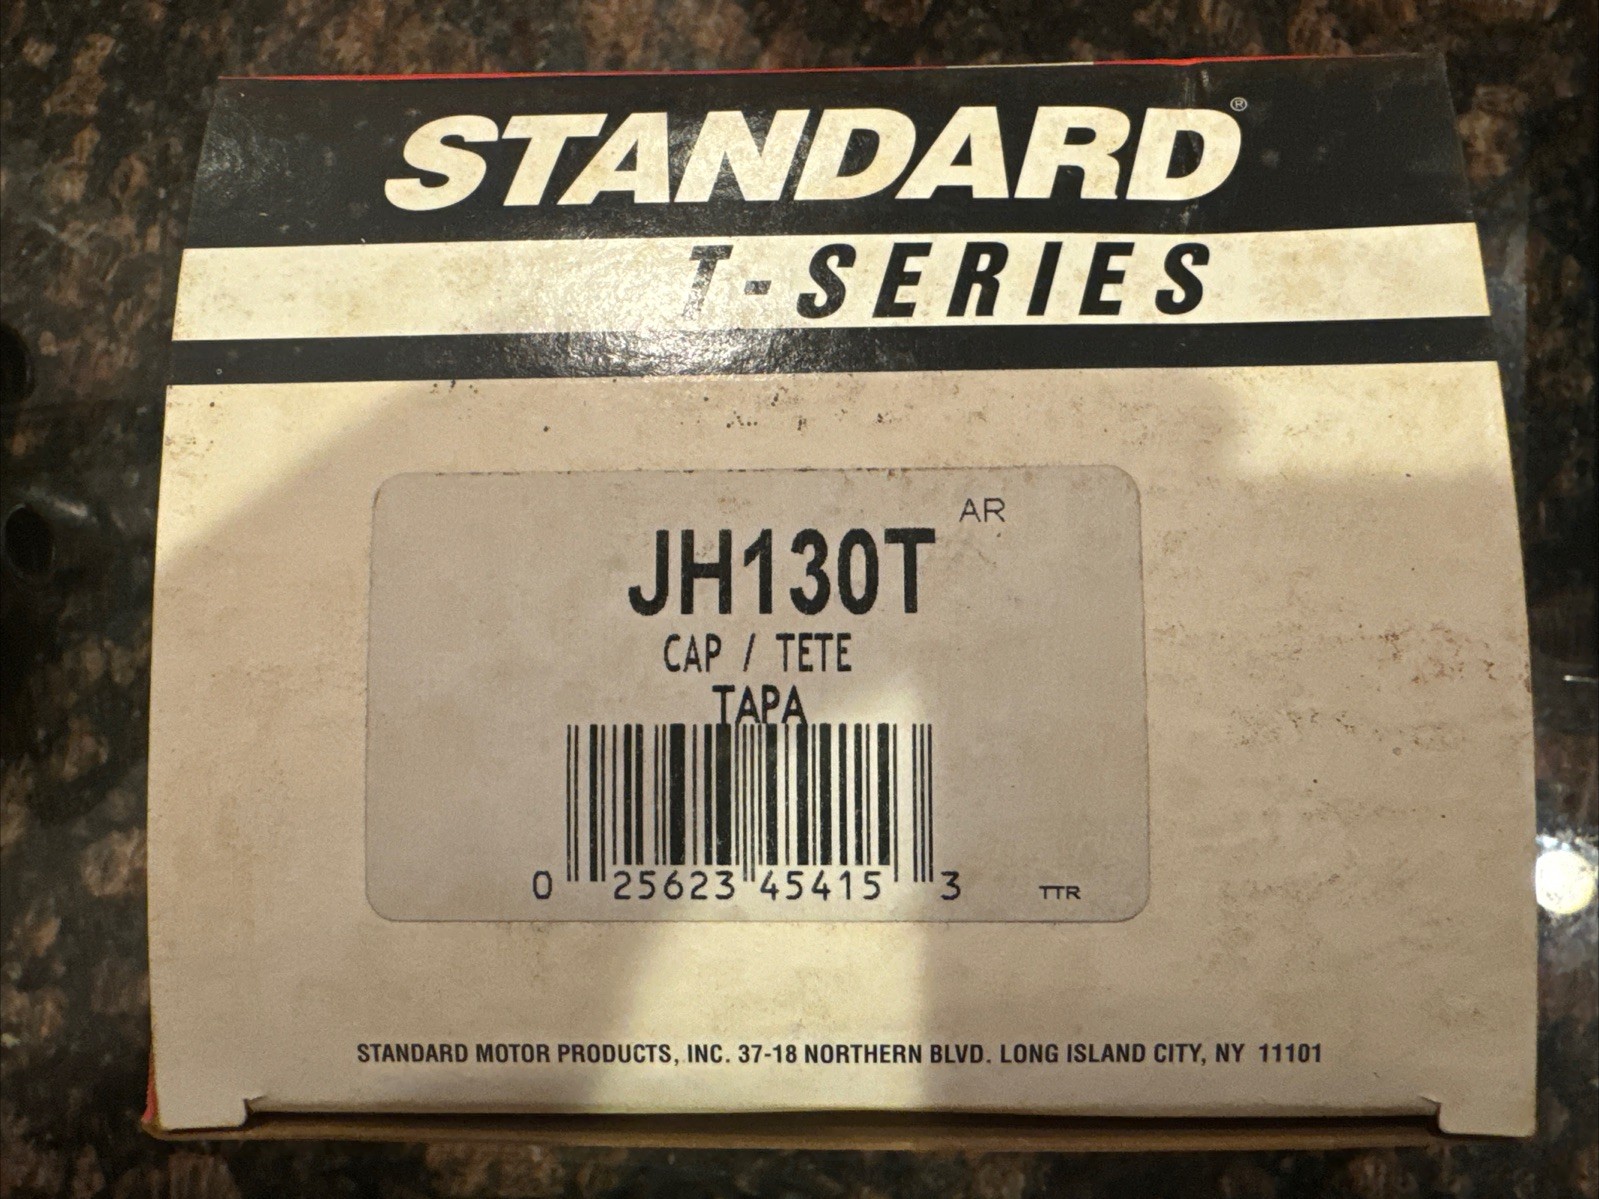 STANDARD®
T-SERIES
AR
JH130T
CAP / TETE
TAPA
0 25623 45415 3
TTR
STANDARD MOTOR PRODUCTS, INC. 37-18 NORTHERN BLVD. LONG ISLAND CITY, NY 11101